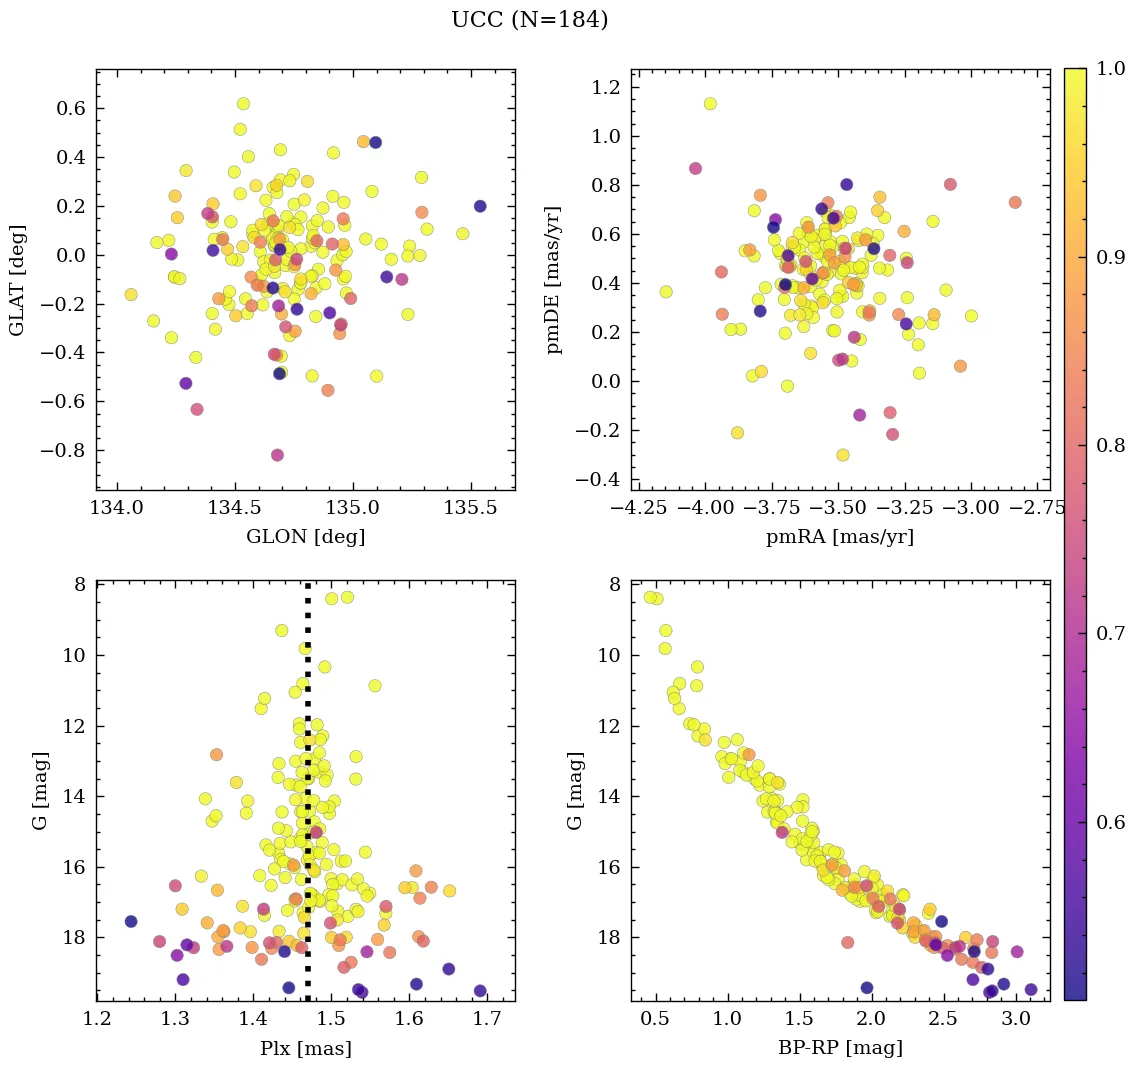 UCC (N=184)
0.6
0.4
0.2
0.0
−0.2
−0.4
−0.6
−0.8
GLAT [deg]
134.0 134.5 135.0 135.5
GLON [deg]
1.2
1.0
0.8
0.6
0.4
0.2
0.0
−0.2
−0.4
pmDE [mas/yr]
−4.25 −4.00 −3.75 −3.50 −3.25 −3.00 −2.75
pmRA [mas/yr]
1.0
0.9
0.8
0.7
0.6
8
10
12
14
16
18
G [mag]
1.2 1.3 1.4 1.5 1.6 1.7
Plx [mas]
8
10
12
14
16
18
G [mag]
0.5 1.0 1.5 2.0 2.5 3.0
BP-RP [mag]